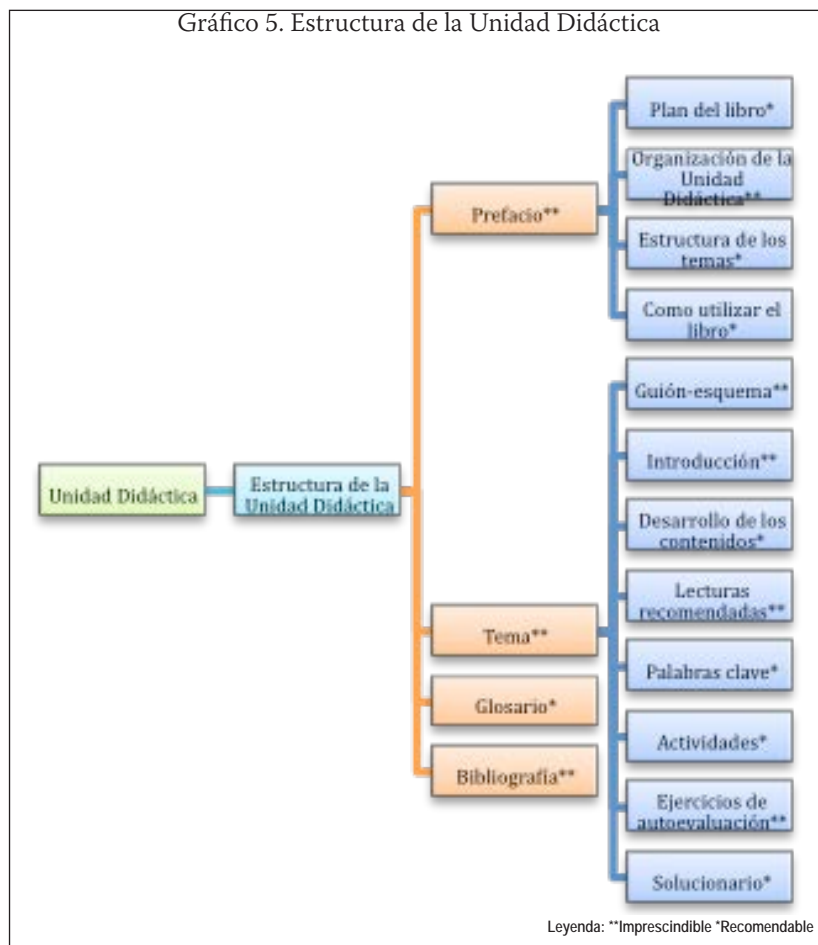 Gráfico 5. Estructura de la Unidad Didáctica
Plan del libro*
Organización de la
Unidad
Didáctica**
Prefacio**
Estructura de los
temas*
Como utilizar el
libro*
Guión-esquema**
Introducción**
Unidad Didáctica
Estructura de la
Unidad Didáctica
Desarrollo de los
contenidos*
Lecturas
recomendadas**
Tema**
Palabras clave*
Glosario*
Actividades*
Bibliografía**
Ejercicios de
autoevaluación**
Solucionario*
Leyenda: **Imprescindible *Recomendable